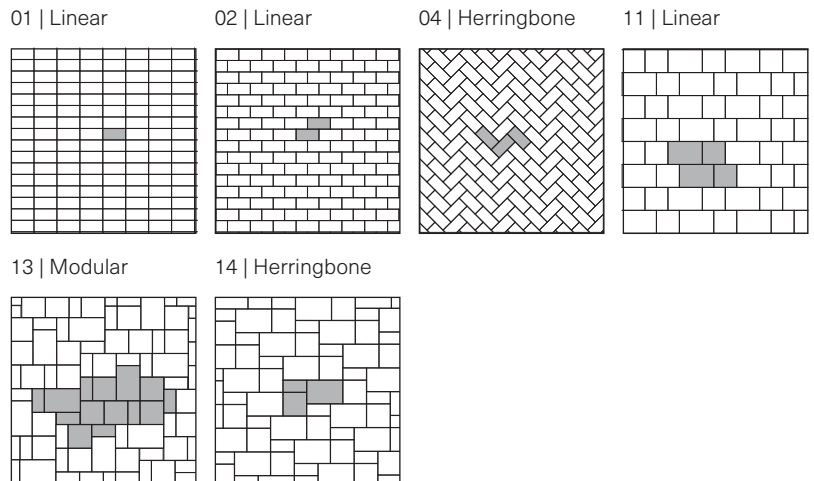 01 | Linear
02 | Linear
04 | Herringbone
11 | Linear
13 | Modular
14 | Herringbone